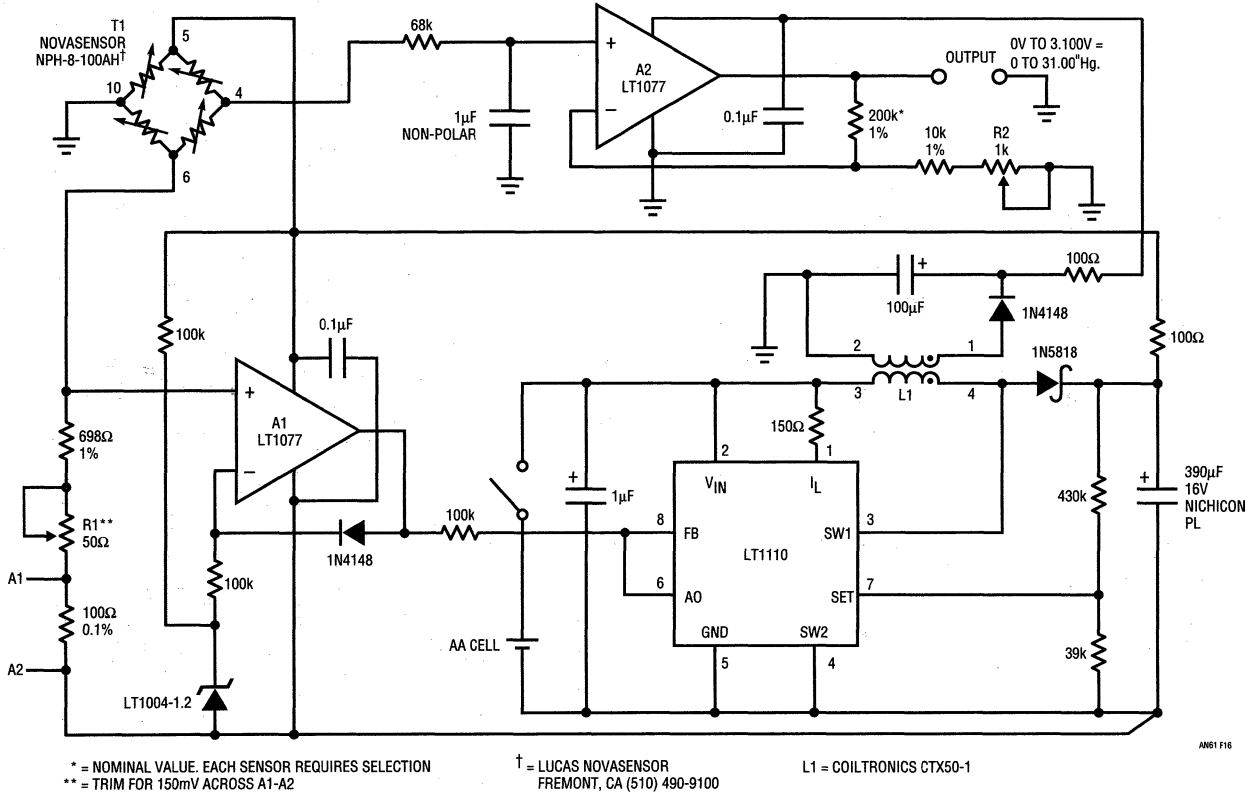 T1
NOVASENSOR
NPH-8-100AH†
5
10
4
6
68k
1µF
NON-POLAR
+
−
A2
LT1077
0.1µF
200k*
1%
10k
1%
R2
1k
OUTPUT
0V TO 3.100V =
0 TO 31.00"Hg.
100k
0.1µF
+
−
A1
LT1077
698Ω
1%
R1**
50Ω
A1
100Ω
0.1%
A2
100k
LT1004-1.2
1N4148
100k
AA CELL
+
1µF
150Ω
2
1
VIN
IL
8
FB
6
AO
LT1110
SW1
3
SET
7
GND
SW2
5
4
100µF
+
100Ω
1N4148
2
1
3
4
L1
1N5818
100Ω
430k
39k
+
390µF
16V
NICHICON
PL
AN61 F16
* = NOMINAL VALUE. EACH SENSOR REQUIRES SELECTION
** = TRIM FOR 150mV ACROSS A1-A2
† = LUCAS NOVASENSOR
FREMONT, CA (510) 490-9100
L1 = COILTRONICS CTX50-1